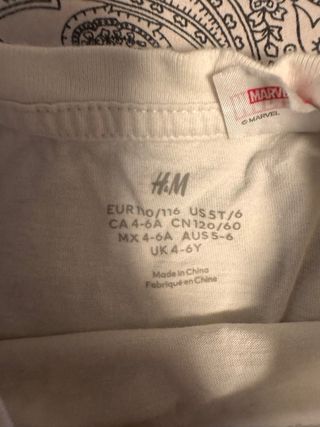 MARVEL
© MARVEL
H&M
EUR 110/116 US 5T/6
CA 4-6A CN 120/60
MX 4-6A AUS 5-6
UK 4-6Y
Made in China
Fabriqué en Chine